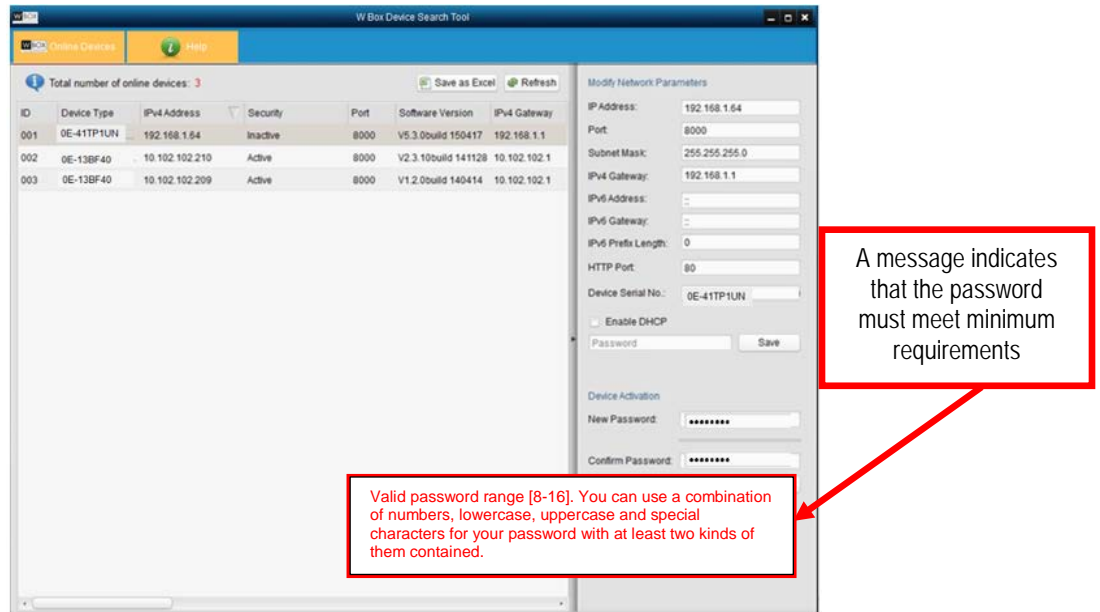 W BOX
W Box Device Search Tool
W BOX Online Devices
Help
Total number of online devices: 3
Save as Excel
Refresh
ID Device Type IPv4 Address Security Port Software Version IPv4 Gateway
001 0E-41TP1UN 192.168.1.64 Inactive 8000 V5.3.0build 150417 192.168.1.1
002 0E-13BF40 10.102.102.210 Active 8000 V2.3.10build 141128 10.102.102.1
003 0E-13BF40 10.102.102.209 Active 8000 V1.2.0build 140414 10.102.102.1
Modify Network Parameters
IP Address: 192.168.1.64
Port: 8000
Subnet Mask: 255.255.255.0
IPv4 Gateway: 192.168.1.1
IPv6 Address: ::
IPv6 Gateway: ::
IPv6 Prefix Length: 0
HTTP Port: 80
Device Serial No.: 0E-41TP1UN
Enable DHCP
Password
Save
Device Activation
New Password: ••••••••
Confirm Password: ••••••••
Valid password range [8-16]. You can use a combination
of numbers, lowercase, uppercase and special
characters for your password with at least two kinds of
them contained.
A message indicates
that the password
must meet minimum
requirements